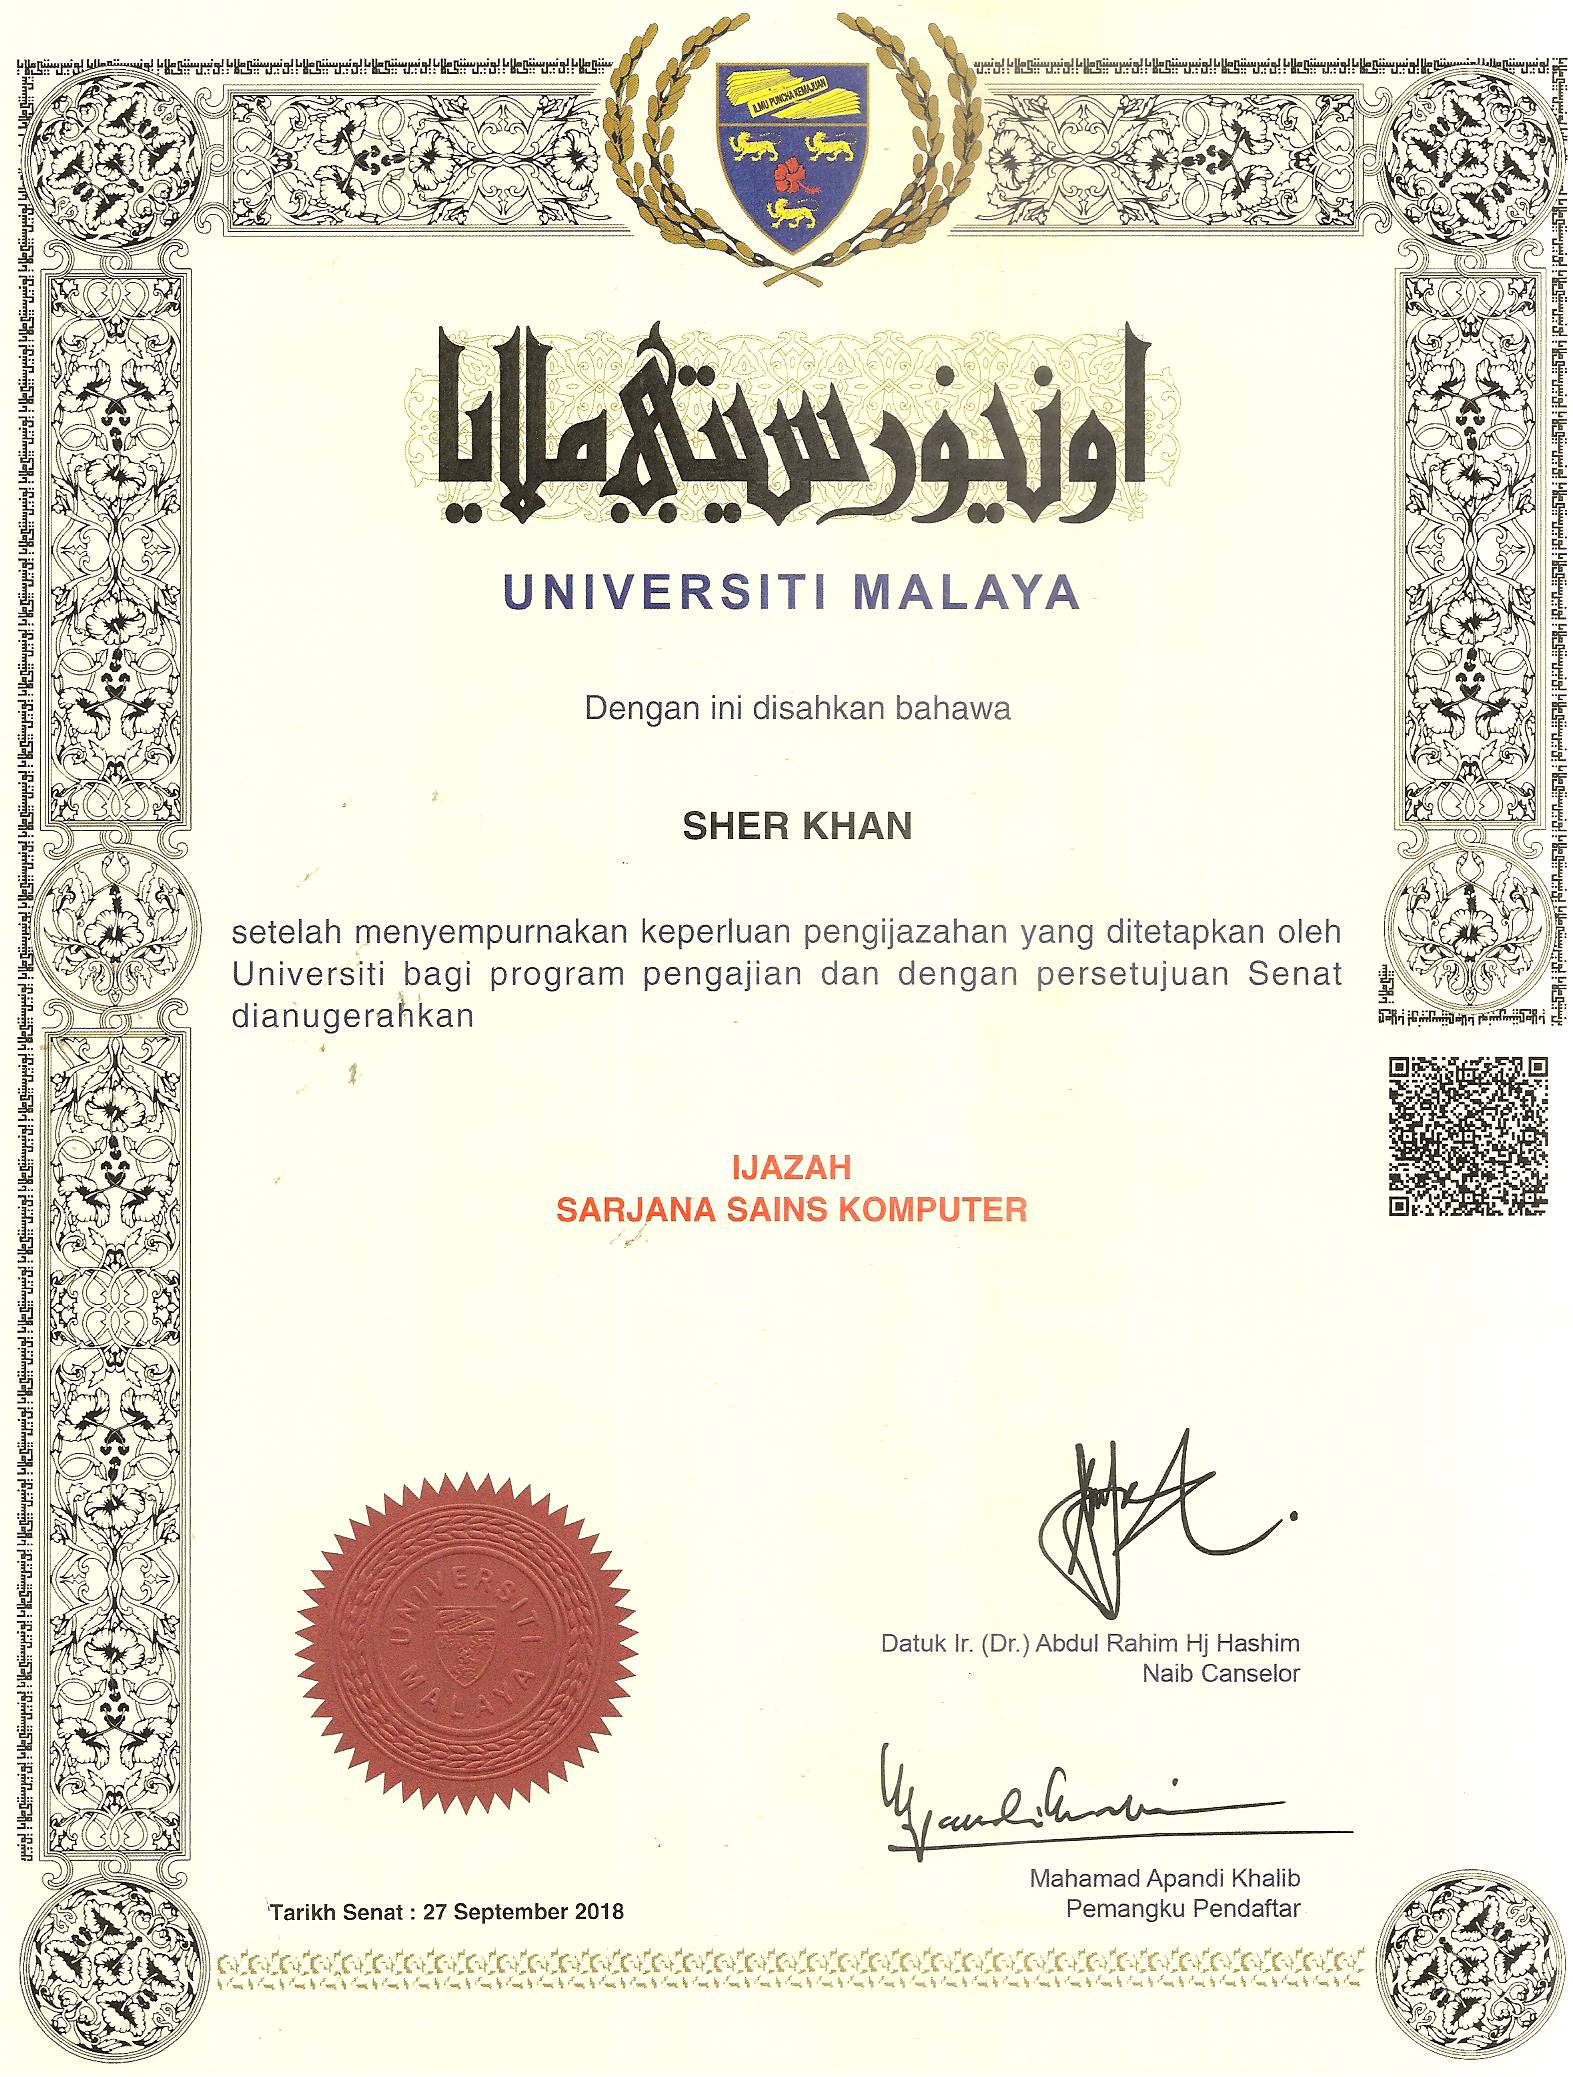 ILMU PUNCHA KEMAJUAN
اونيۏرسيتي ملايا
UNIVERSITI MALAYA
Dengan ini disahkan bahawa
SHER KHAN
setelah menyempurnakan keperluan pengijazahan yang ditetapkan oleh
Universiti bagi program pengajian dan dengan persetujuan Senat
dianugerahkan
IJAZAH
SARJANA SAINS KOMPUTER
UNIVERSITI
MALAYA
Datuk Ir. (Dr.) Abdul Rahim Hj Hashim
Naib Canselor
Mahamad Apandi Khalib
Pemangku Pendaftar
Tarikh Senat : 27 September 2018